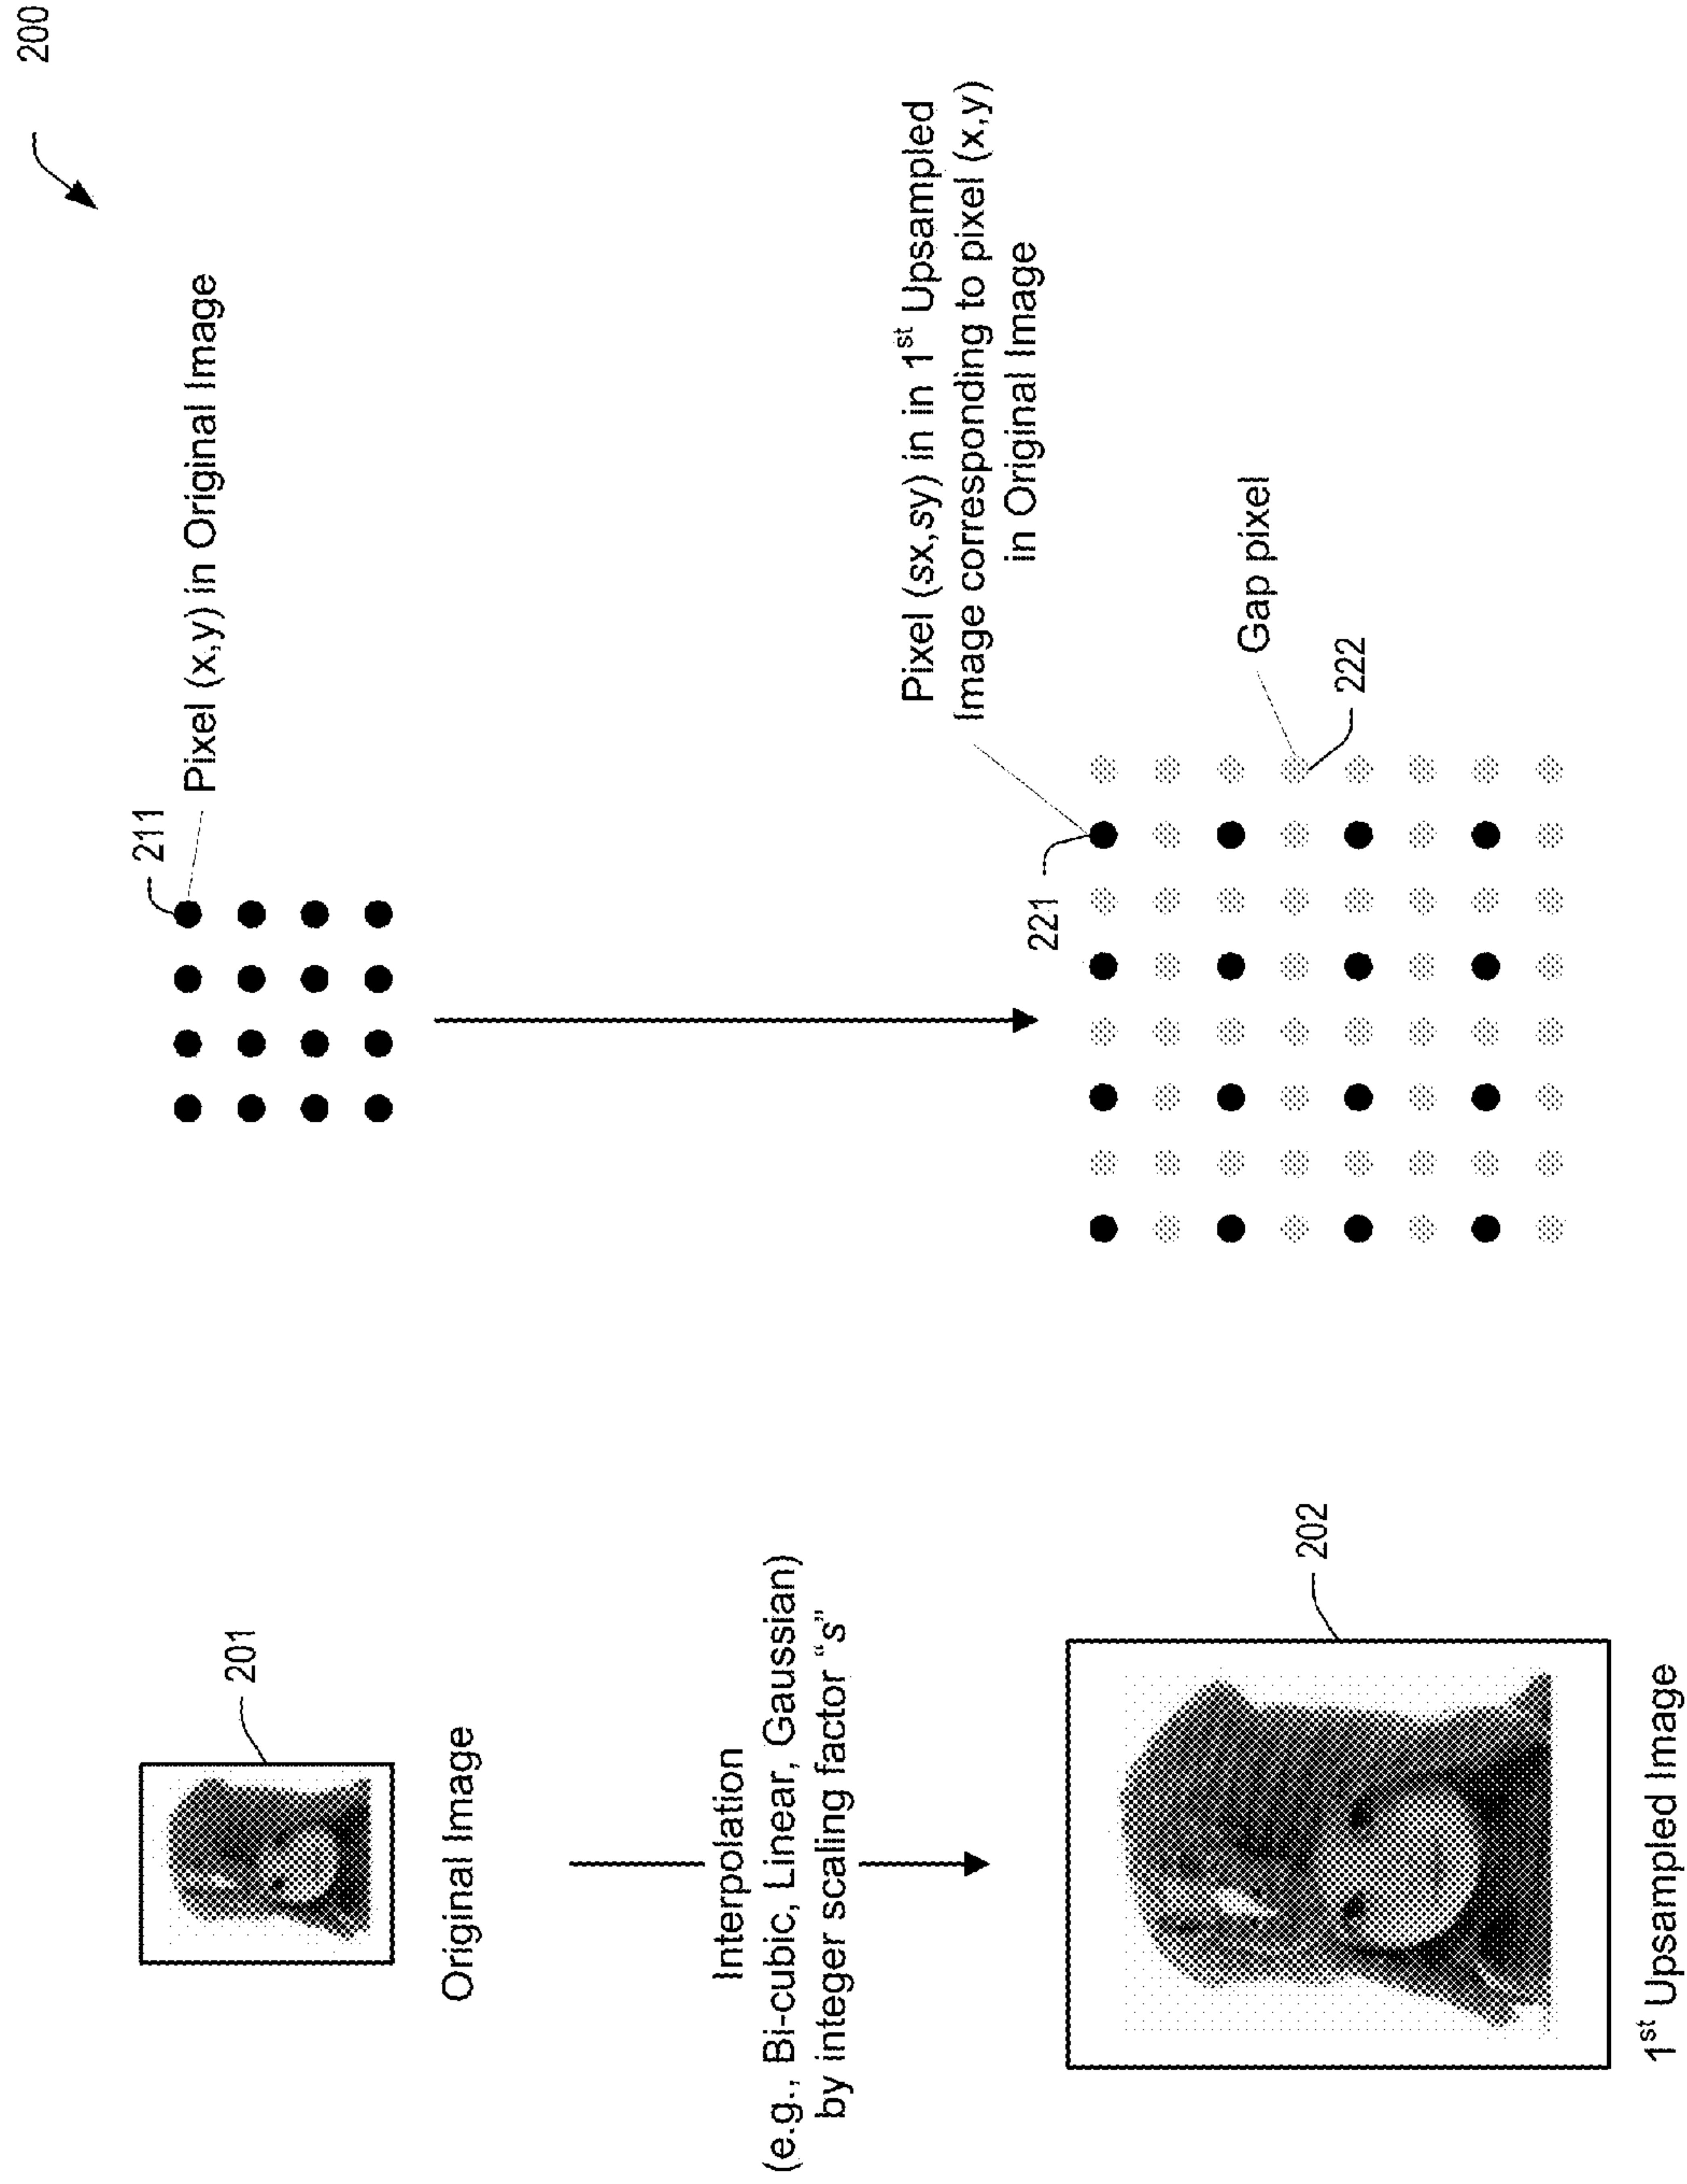 200
201
Original Image
Interpolation
(e.g., Bi-cubic, Linear, Gaussian)
by integer scaling factor “s”
202
1st Upsampled Image
211
Pixel (x,y) in Original Image
221
Pixel (sx,sy) in 1st Upsampled
Image corresponding to pixel (x,y)
in Original Image
Gap pixel
222